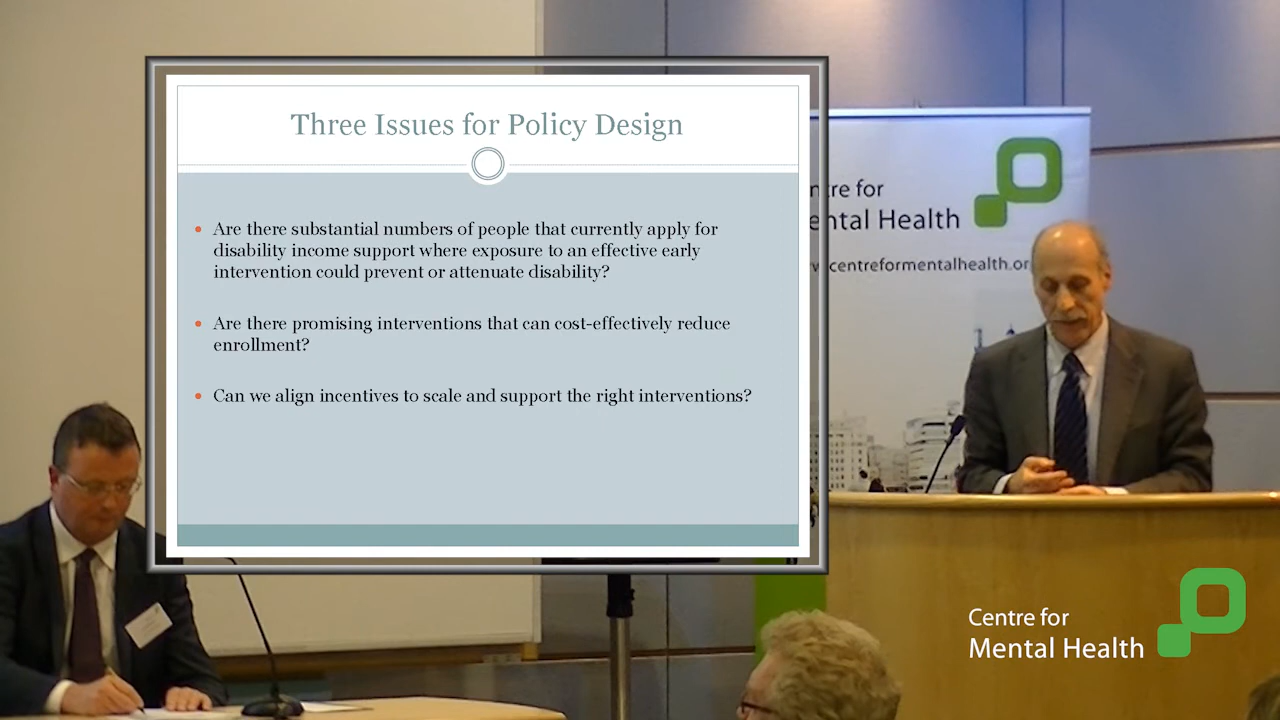 Three Issues for Policy Design
Are there substantial numbers of people that currently apply for
disability income support where exposure to an effective early
intervention could prevent or attenuate disability?
Are there promising interventions that can cost-effectively reduce
enrollment?
Can we align incentives to scale and support the right interventions?
ntre for
ental Health
centreformentalhealth.or
Centre for
Mental Health